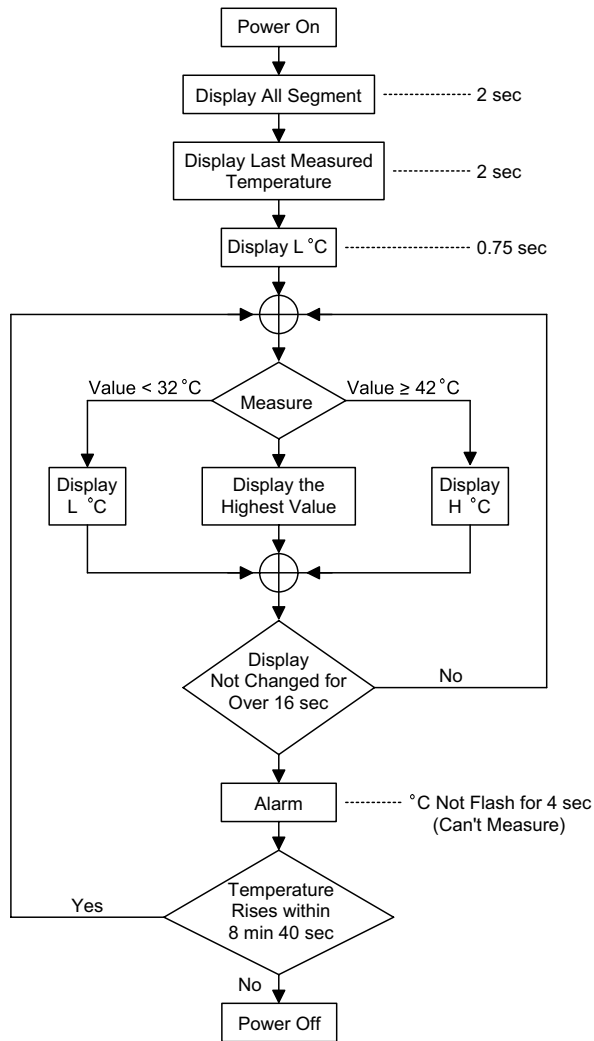 Power On
Display All Segment
2 sec
Display Last Measured
Temperature
2 sec
Display L °C
0.75 sec
Value < 32 °C
Measure
Value ≥ 42 °C
Display
L °C
Display the
Highest Value
Display
H °C
Display
Not Changed for
Over 16 sec
No
Alarm
°C Not Flash for 4 sec
(Can't Measure)
Temperature
Rises within
8 min 40 sec
Yes
No
Power Off